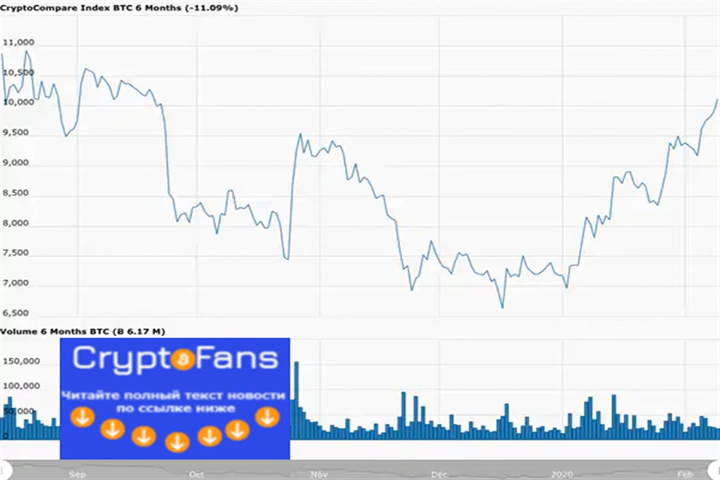 CryptoCompare Index BTC 6 Months (-11.09%)
11,000
10,500
10,000
9,500
9,000
8,500
8,000
7,500
7,000
6,500
Volume 6 Months BTC (Ƀ 6.17 M)
150,000
100,000
50,000
0
CryptoFans
Читайте полный текст новости
по ссылке ниже
Sep Oct Nov Dec 2020 Feb